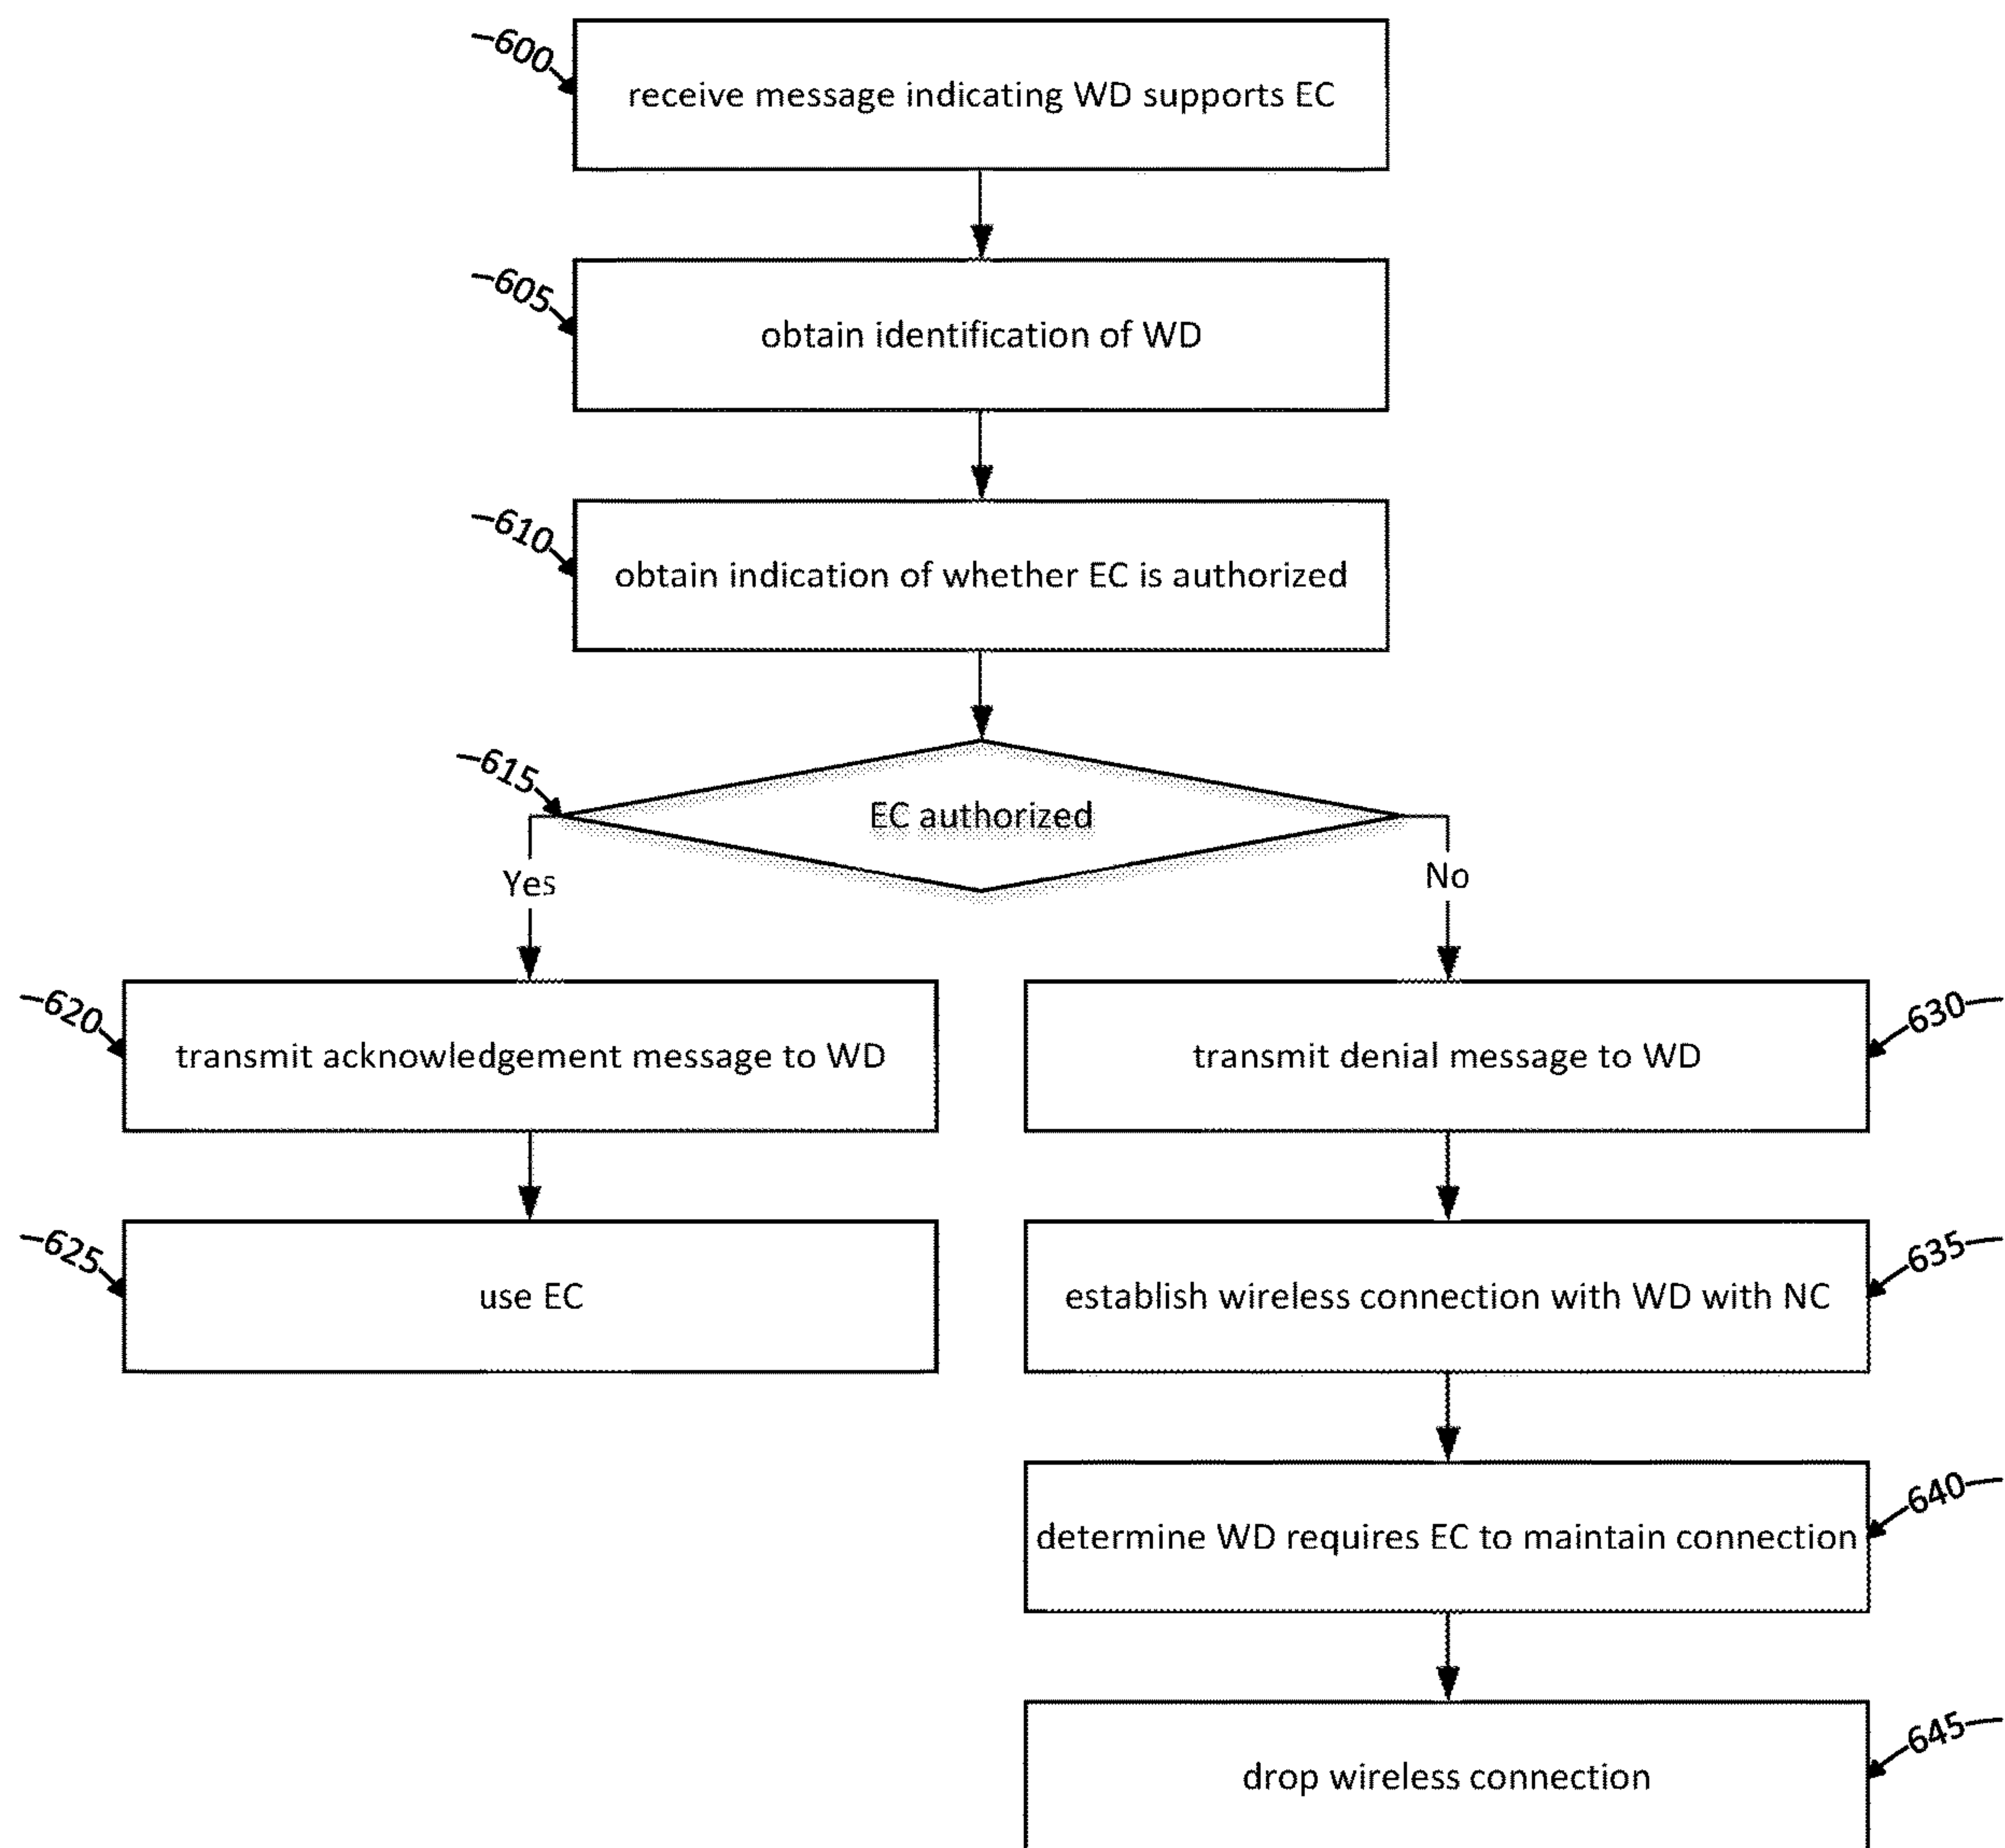 600
receive message indicating WD supports EC
605
obtain identification of WD
610
obtain indication of whether EC is authorized
615
EC authorized
Yes
No
620
transmit acknowledgement message to WD
630
transmit denial message to WD
625
use EC
635
establish wireless connection with WD with NC
640
determine WD requires EC to maintain connection
645
drop wireless connection